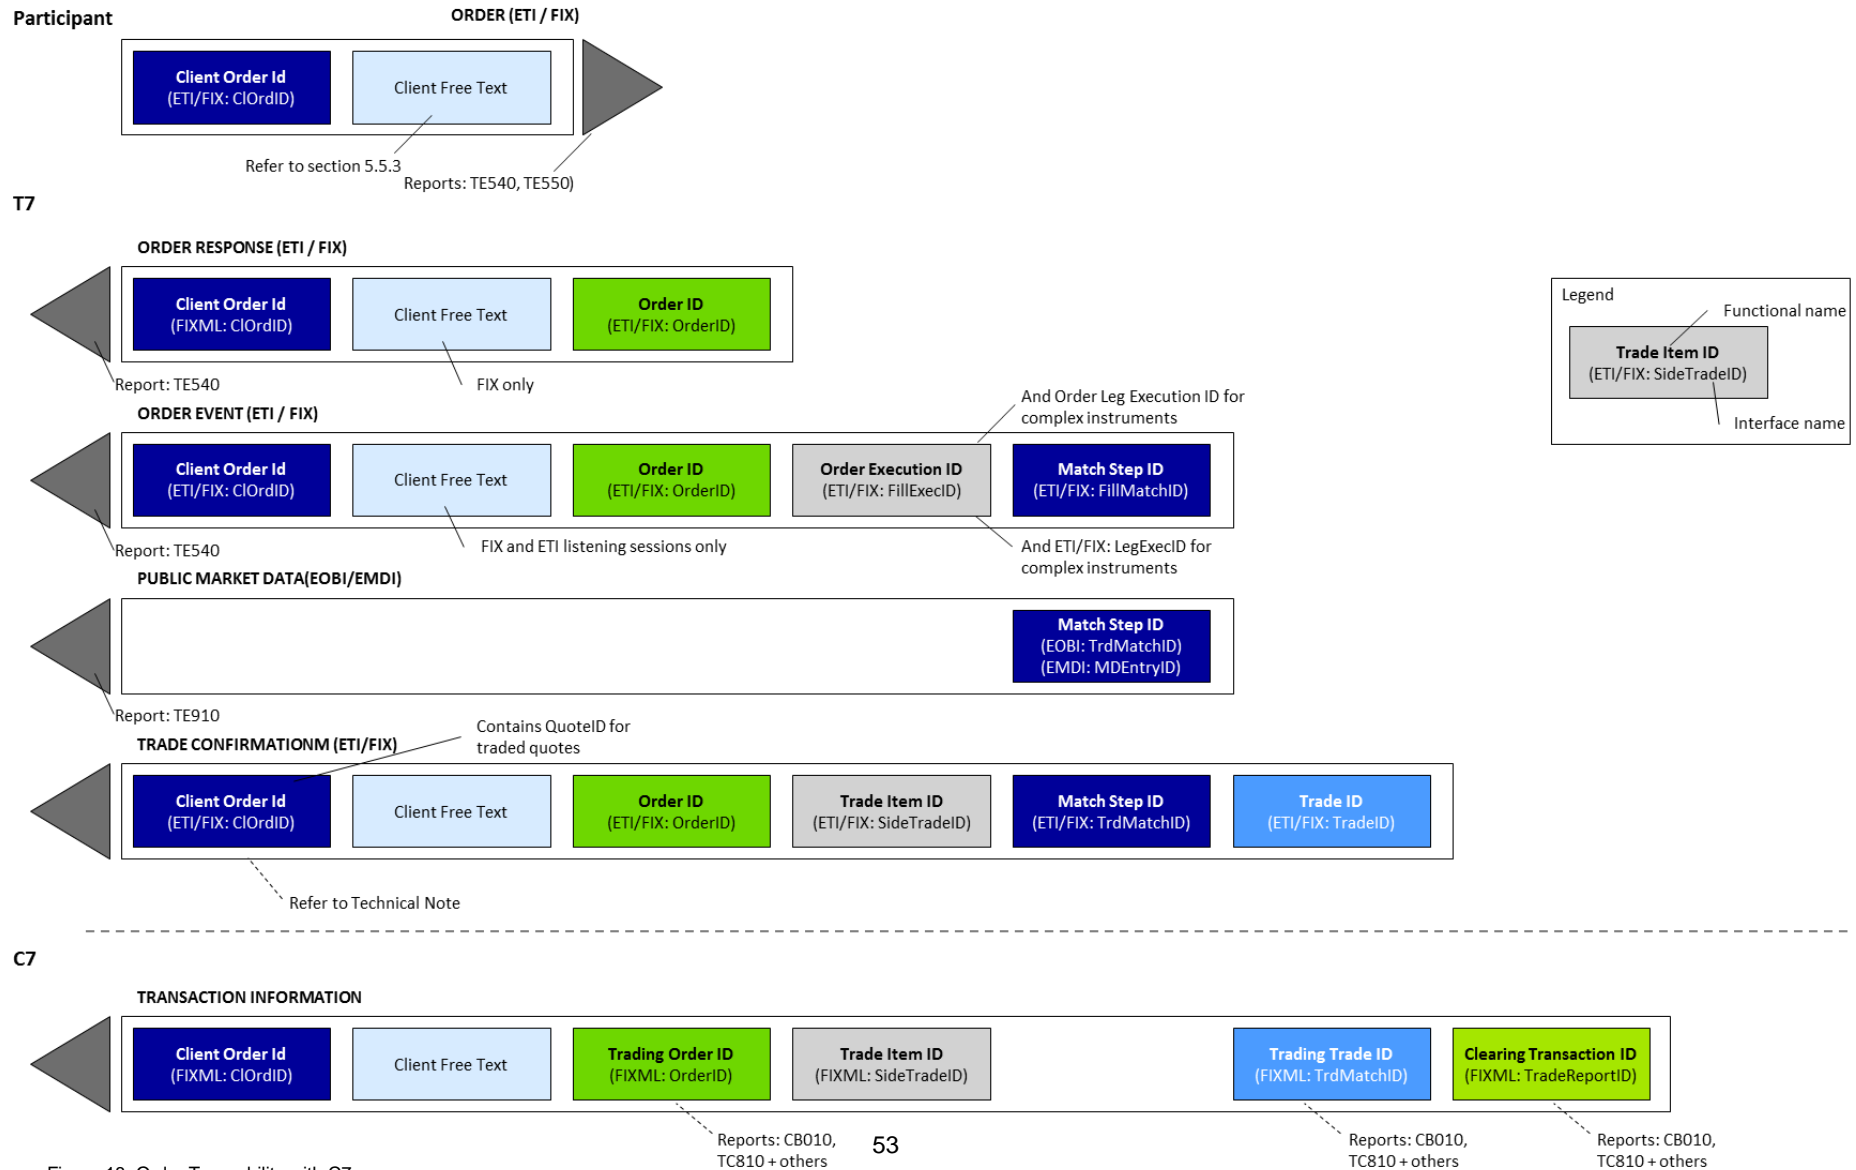 Participant
ORDER (ETI / FIX)
Client Order Id
(ETI/FIX: ClOrdID)
Client Free Text
Refer to section 5.5.3
Reports: TE540, TE550)
T7
ORDER RESPONSE (ETI / FIX)
Client Order Id
(FIXML: ClOrdID)
Client Free Text
Order ID
(ETI/FIX: OrderID)
Report: TE540
FIX only
Legend
Functional name
Trade Item ID
(ETI/FIX: SideTradeID)
Interface name
ORDER EVENT (ETI / FIX)
And Order Leg Execution ID for
complex instruments
Client Order Id
(ETI/FIX: ClOrdID)
Client Free Text
Order ID
(ETI/FIX: OrderID)
Order Execution ID
(ETI/FIX: FillExecID)
Match Step ID
(ETI/FIX: FillMatchID)
Report: TE540
FIX and ETI listening sessions only
And ETI/FIX: LegExecID for
complex instruments
PUBLIC MARKET DATA(EOBI/EMDI)
Match Step ID
(EOBI: TrdMatchID)
(EMDI: MDEntryID)
Report: TE910
Contains QuoteID for
traded quotes
TRADE CONFIRMATIONM (ETI/FIX)
Client Order Id
(ETI/FIX: ClOrdID)
Client Free Text
Order ID
(ETI/FIX: OrderID)
Trade Item ID
(ETI/FIX: SideTradeID)
Match Step ID
(ETI/FIX: TrdMatchID)
Trade ID
(ETI/FIX: TradeID)
Refer to Technical Note
C7
TRANSACTION INFORMATION
Client Order Id
(FIXML: ClOrdID)
Client Free Text
Trading Order ID
(FIXML: OrderID)
Trade Item ID
(FIXML: SideTradeID)
Trading Trade ID
(FIXML: TrdMatchID)
Clearing Transaction ID
(FIXML: TradeReportID)
Reports: CB010,
TC810 + others
53
Reports: CB010,
TC810 + others
Reports: CB010,
TC810 + others